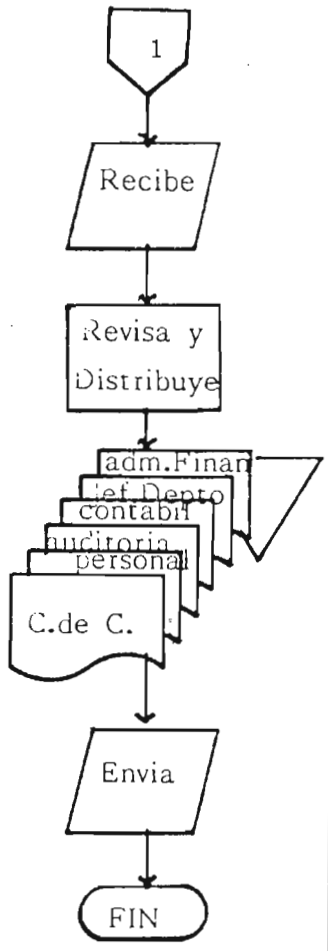 1
Recibe
Revisa y
Distribuye
adm.Finan
Jef.Depto
contabil
auditoria
personal
C.de C.
Envia
FIN